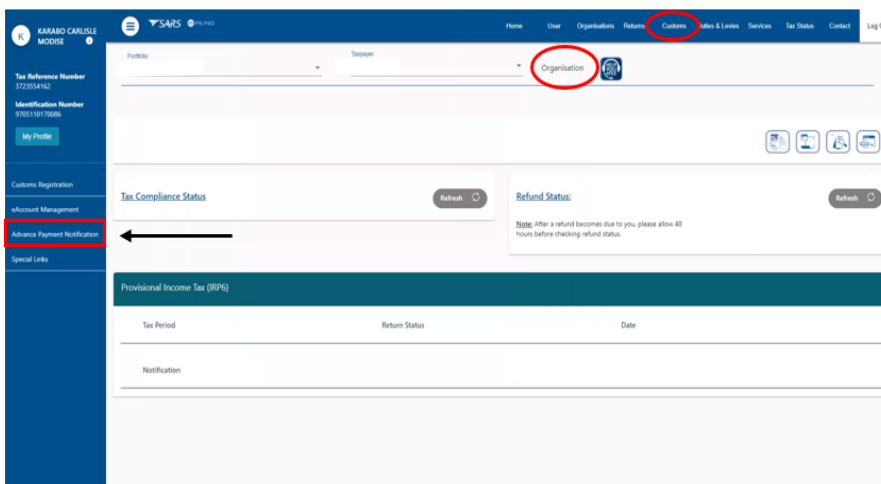 K
KARABO CARLISLE
MODISE
Tax Reference Number
3723554162
Identification Number
9705110170086
My Profile
Customs Registration
eAccount Management
Advance Payment Notification
Special Links
SARS eFILING
Home User Organisations Returns Customs Duties & Levies Services Tax Status Contact Log
Portfolio
Taxpayer
Organisation
Tax Compliance Status
Refresh
Refund Status:
Refresh
Note: After a refund becomes due to you, please allow 48
hours before checking refund status.
Provisional Income Tax (IRP6)
Tax Period Return Status Date
Notification